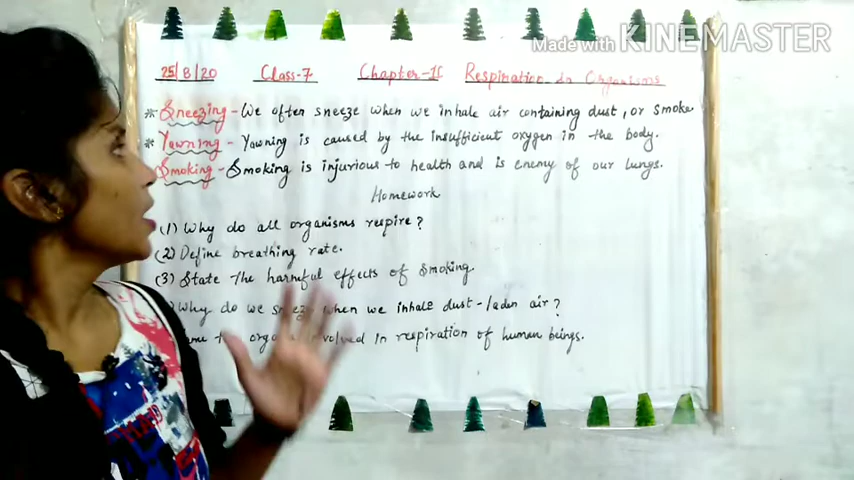 Made with KINEMASTER
25/8/20 Class-7 Chapter-11 Respiration in Organisms
* Sneezing - We often sneeze when we inhale air containing dust, or smoke
* Yawning - Yawning is caused by the insufficient oxygen in the body.
Smoking - Smoking is injurious to health and is enemy of our lungs.
Homework
(1) Why do all organisms respire?
(2) Define breathing rate.
(3) State the harmful effects of smoking.
Why do we sneeze when we inhale dust-laden air?
involved in respiration of human beings.